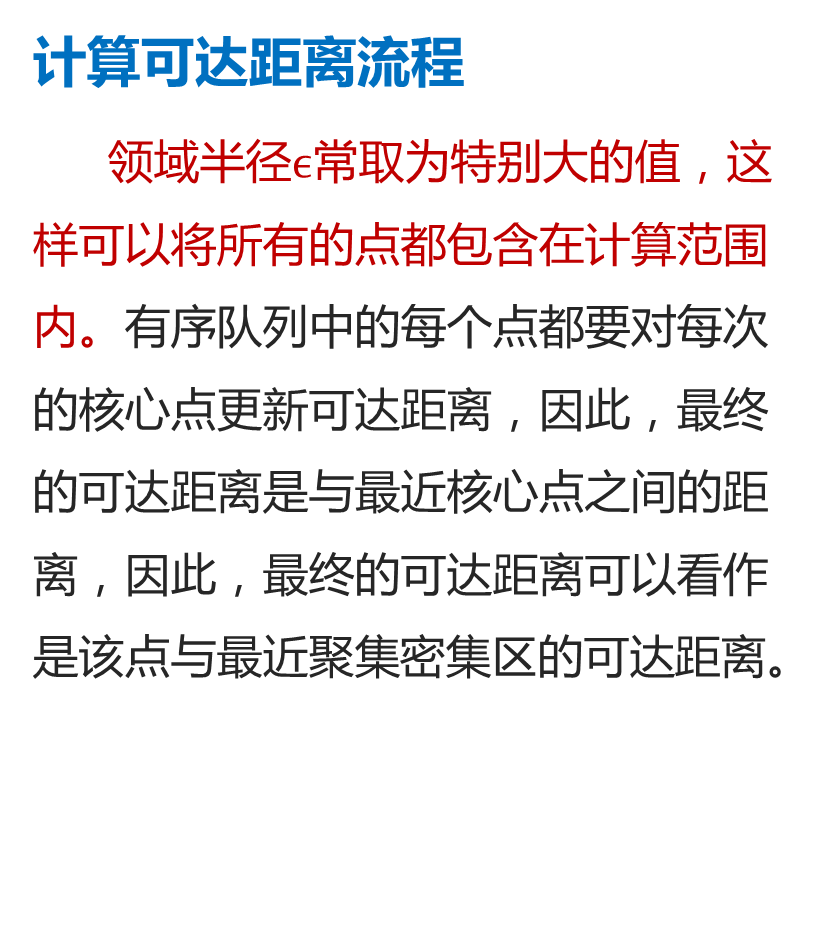 计算可达距离流程
领域半径ϵ常取为特别大的值，这
样可以将所有的点都包含在计算范围
内。有序队列中的每个点都要对每次
的核心点更新可达距离，因此，最终
的可达距离是与最近核心点之间的距
离，因此，最终的可达距离可以看作
是该点与最近聚集密集区的可达距离。